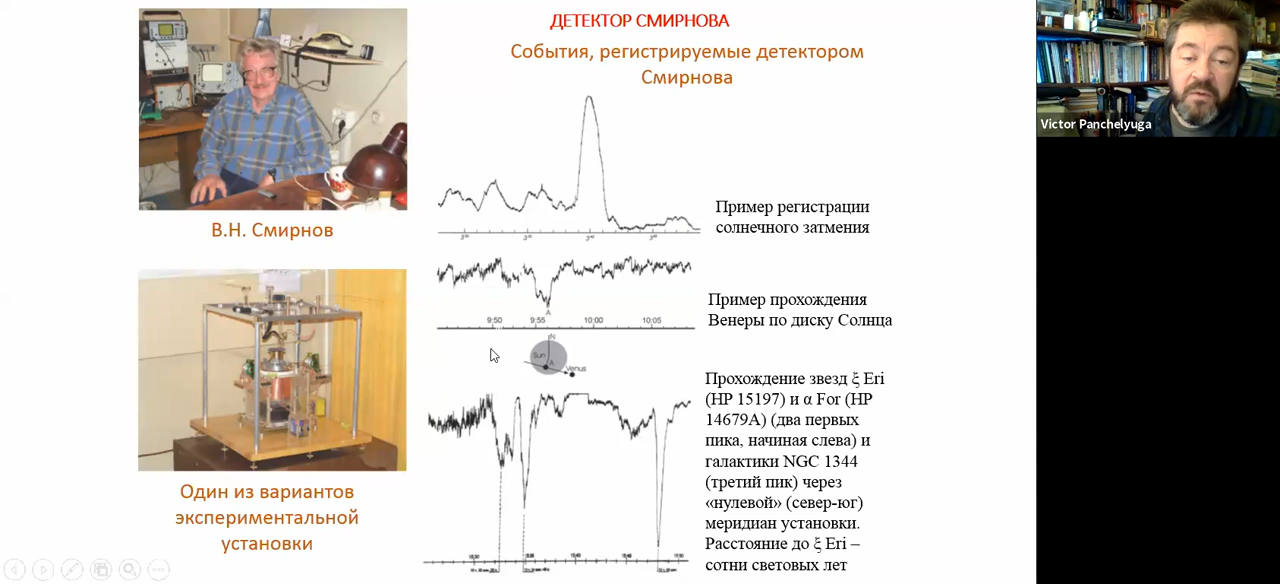 ДЕТЕКТОР СМИРНОВА
События, регистрируемые детектором
Смирнова
Victor Panchelyuga
В.Н. Смирнов
Пример регистрации
солнечного затмения
9:50 9:55 A 10:00 10:05
Пример прохождения
Венеры по диску Солнца
N
Sun
A
Venus
Прохождение звезд ξ Eri
(HP 15197) и α For (HP
14679A) (два первых
пика, начиная слева) и
галактики NGC 1344
(третий пик) через
«нулевой» (север-юг)
меридиан установки.
Расстояние до ξ Eri –
сотни световых лет
Один из вариантов
экспериментальной
установки